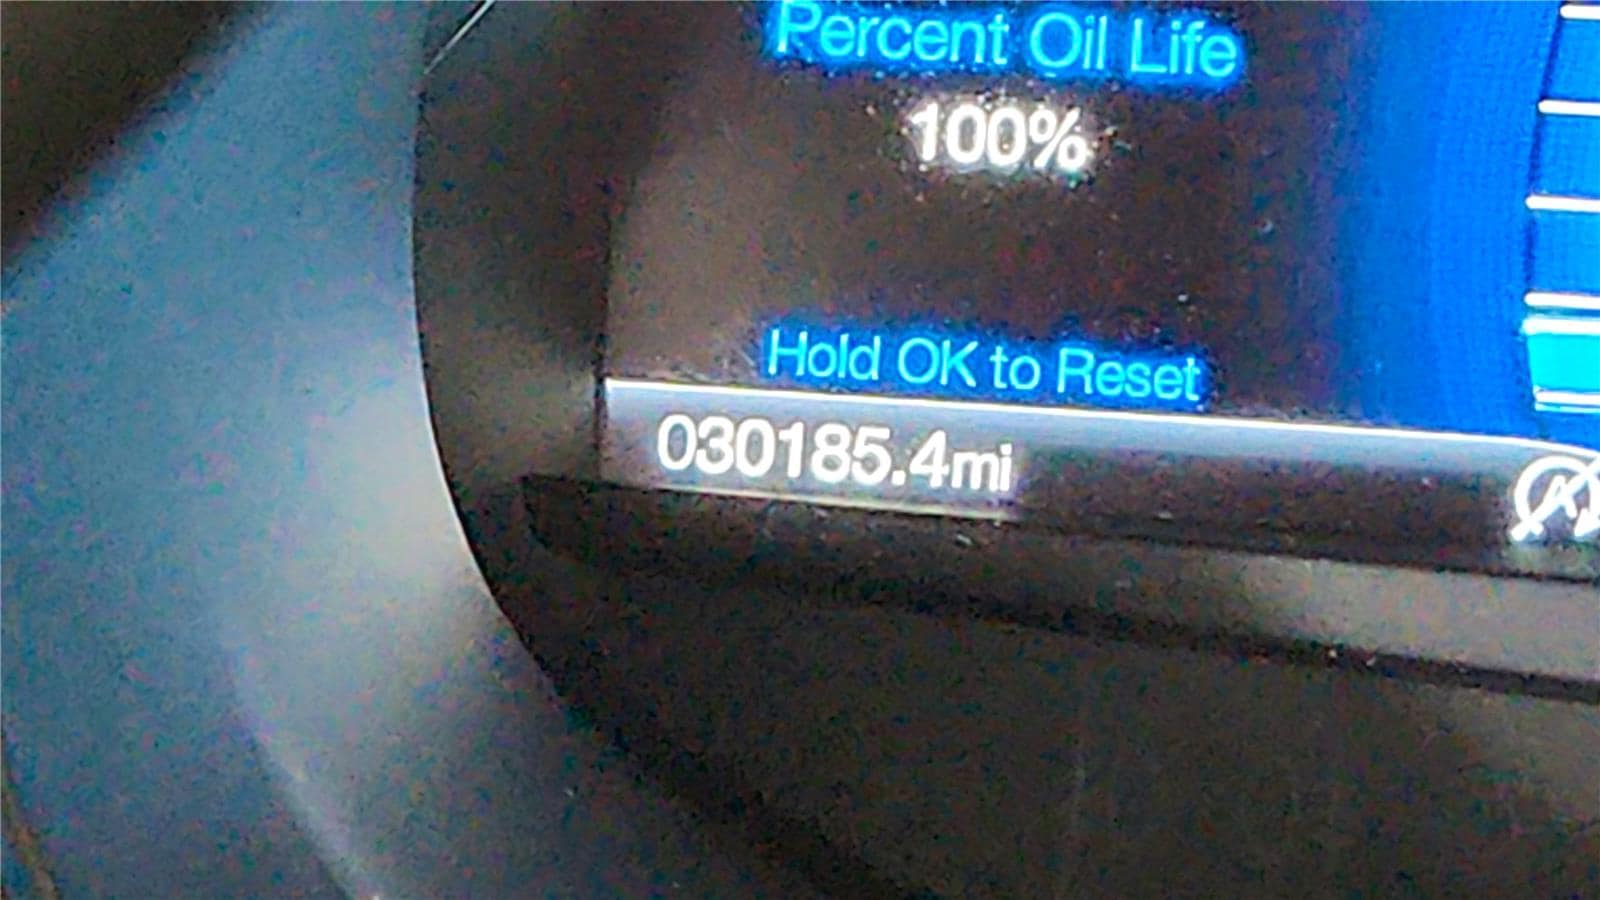 Percent Oil Life
100%
Hold OK to Reset
030185.4mi